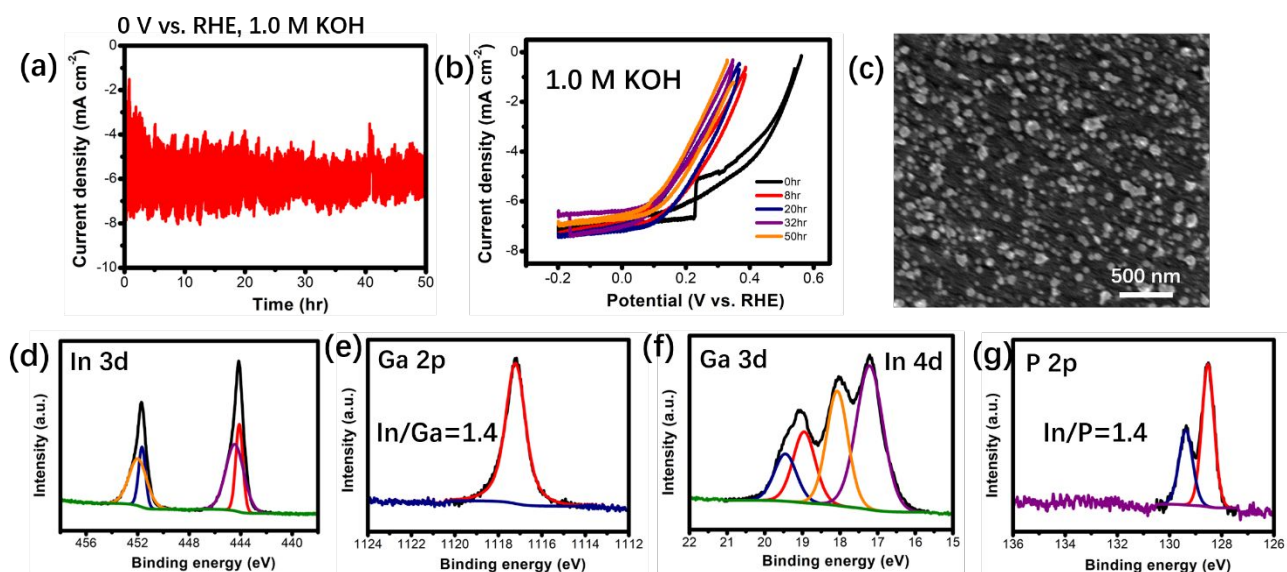 0 V vs. RHE, 1.0 M KOH
(a)
Current density (mA cm⁻²)
0
-2
-4
-6
-8
-10
0 10 20 30 40 50
Time (hr)
(b)
1.0 M KOH
Current density (mA cm⁻²)
0
-2
-4
-6
-8
0hr
8hr
20hr
32hr
50hr
-0.2 0.0 0.2 0.4 0.6
Potential (V vs. RHE)
(c)
500 nm
(d)
In 3d
Intensity (a.u.)
456 452 448 444 440
Binding energy (eV)
(e)
Ga 2p
In/Ga=1.4
Intensity (a.u.)
1124 1120 1118 1116 1114 1112
Binding energy (eV)
(f)
Ga 3d In 4d
Intensity (a.u.)
22 21 20 19 18 17 16 15
Binding energy (eV)
(g)
P 2p
In/P=1.4
Intensity (a.u.)
136 134 132 130 128 126
Binding energy (eV)